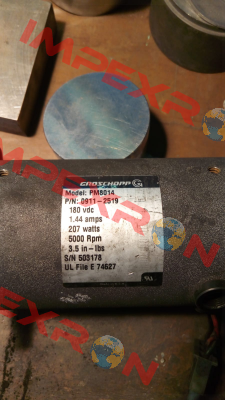 GROSCHOPP
Model: PM8014
P/N: 0911-2519
180 vdc
1.44 amps
207 watts
5000 Rpm
3.5 in-lbs
S/N 503178
UL File E 74627
IMPEXRON
IMPEXRON